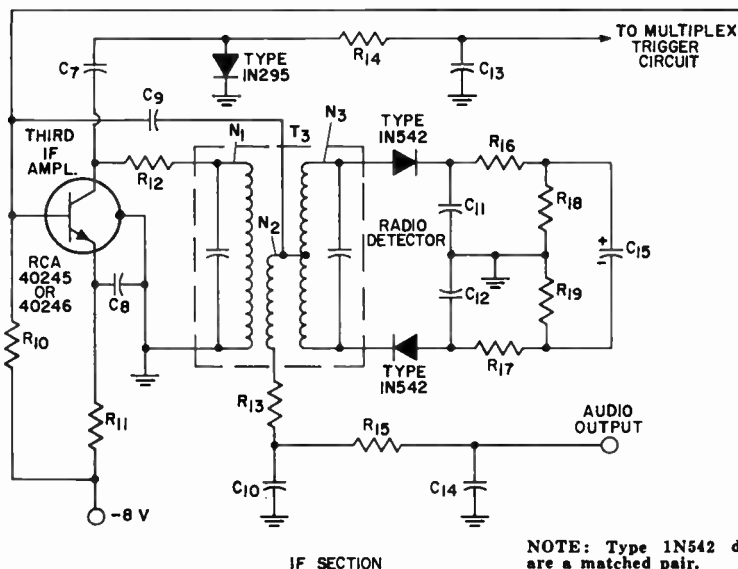 TO MULTIPLEX
TRIGGER
CIRCUIT
R14
C13
C7
TYPE
IN295
C9
THIRD
IF
AMPL.
N1
T3
N3
TYPE
IN542
R16
R12
N2
C11
R18
RADIO
DETECTOR
+
C15
-
RCA
40245
OR
40246
C8
C12
R19
R10
TYPE
IN542
R17
R13
R11
R15
AUDIO
OUTPUT
C10
C14
-8 V
IF SECTION
NOTE: Type 1N542 d
are a matched pair.